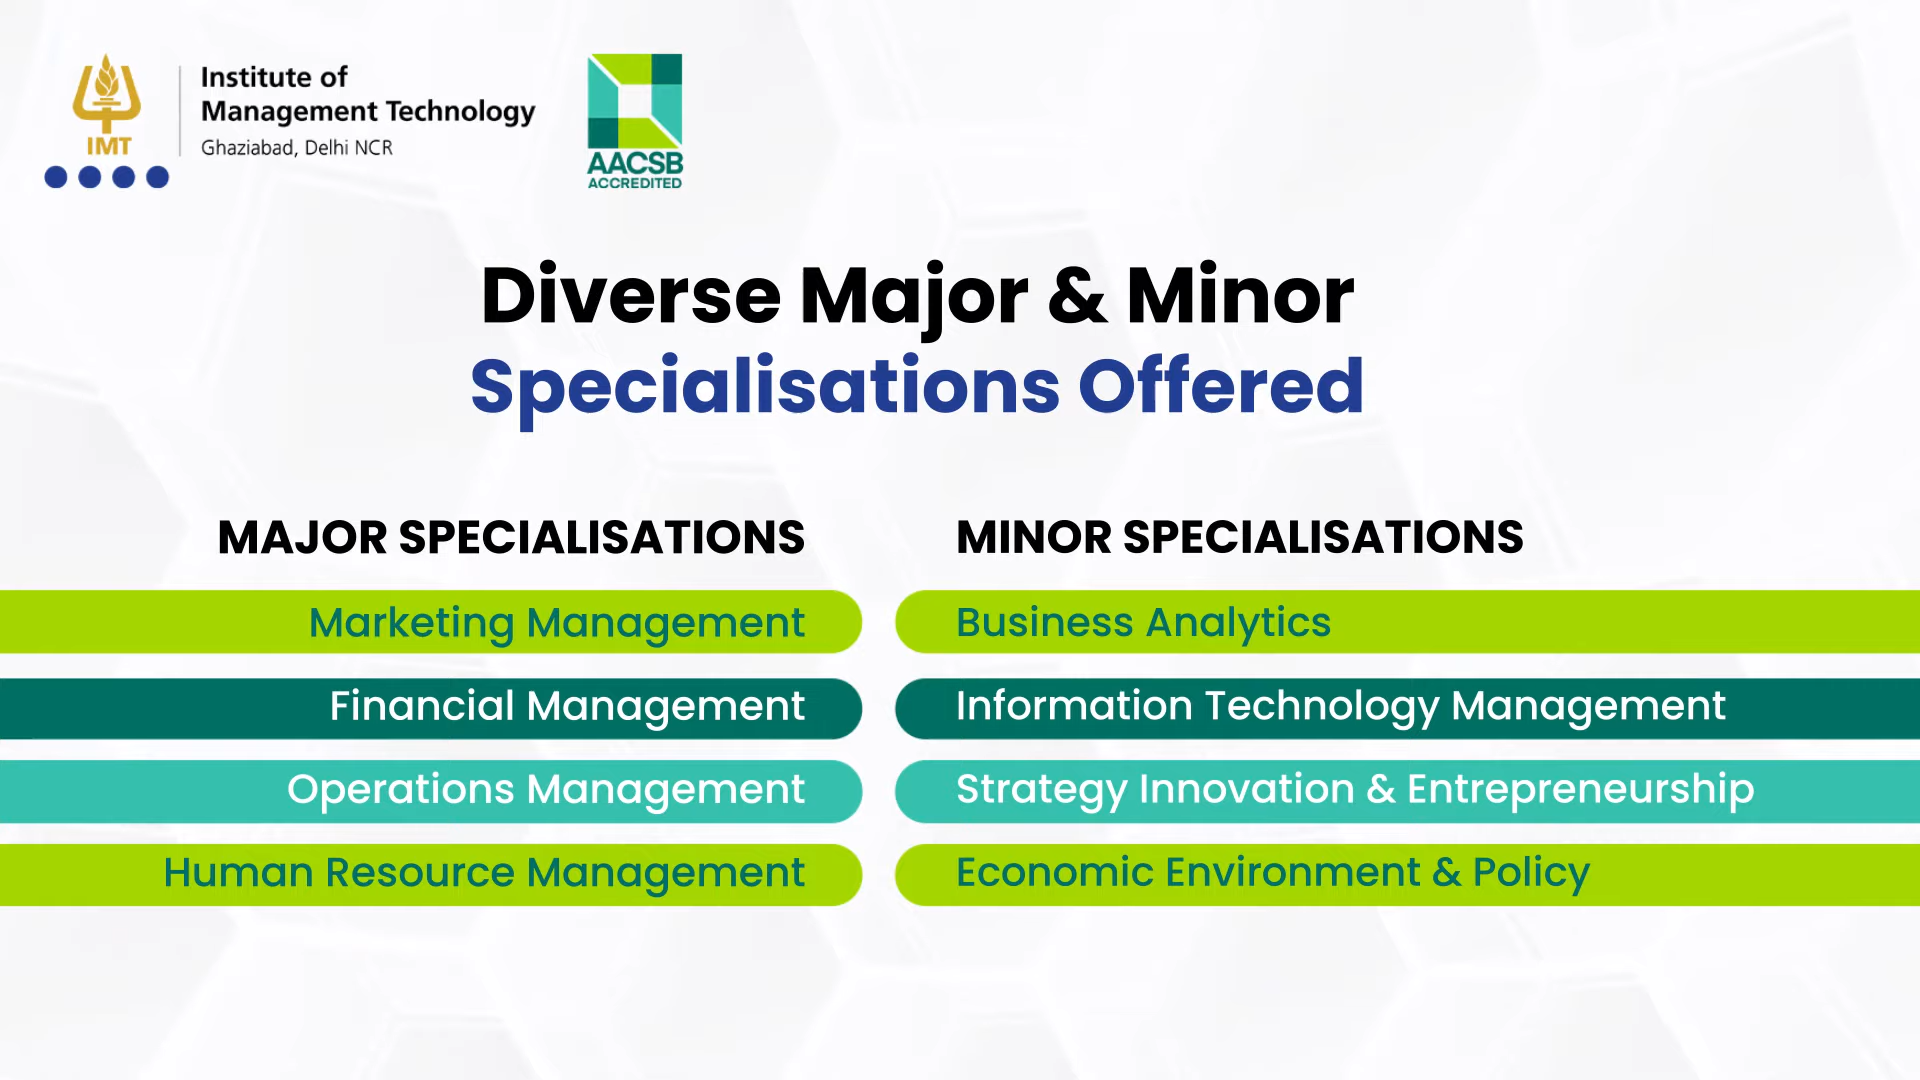 IMT
Institute of
Management Technology
Ghaziabad, Delhi NCR
AACSB
ACCREDITED
Diverse Major & Minor
Specialisations Offered
MAJOR SPECIALISATIONS
Marketing Management
Financial Management
Operations Management
Human Resource Management
MINOR SPECIALISATIONS
Business Analytics
Information Technology Management
Strategy Innovation & Entrepreneurship
Economic Environment & Policy